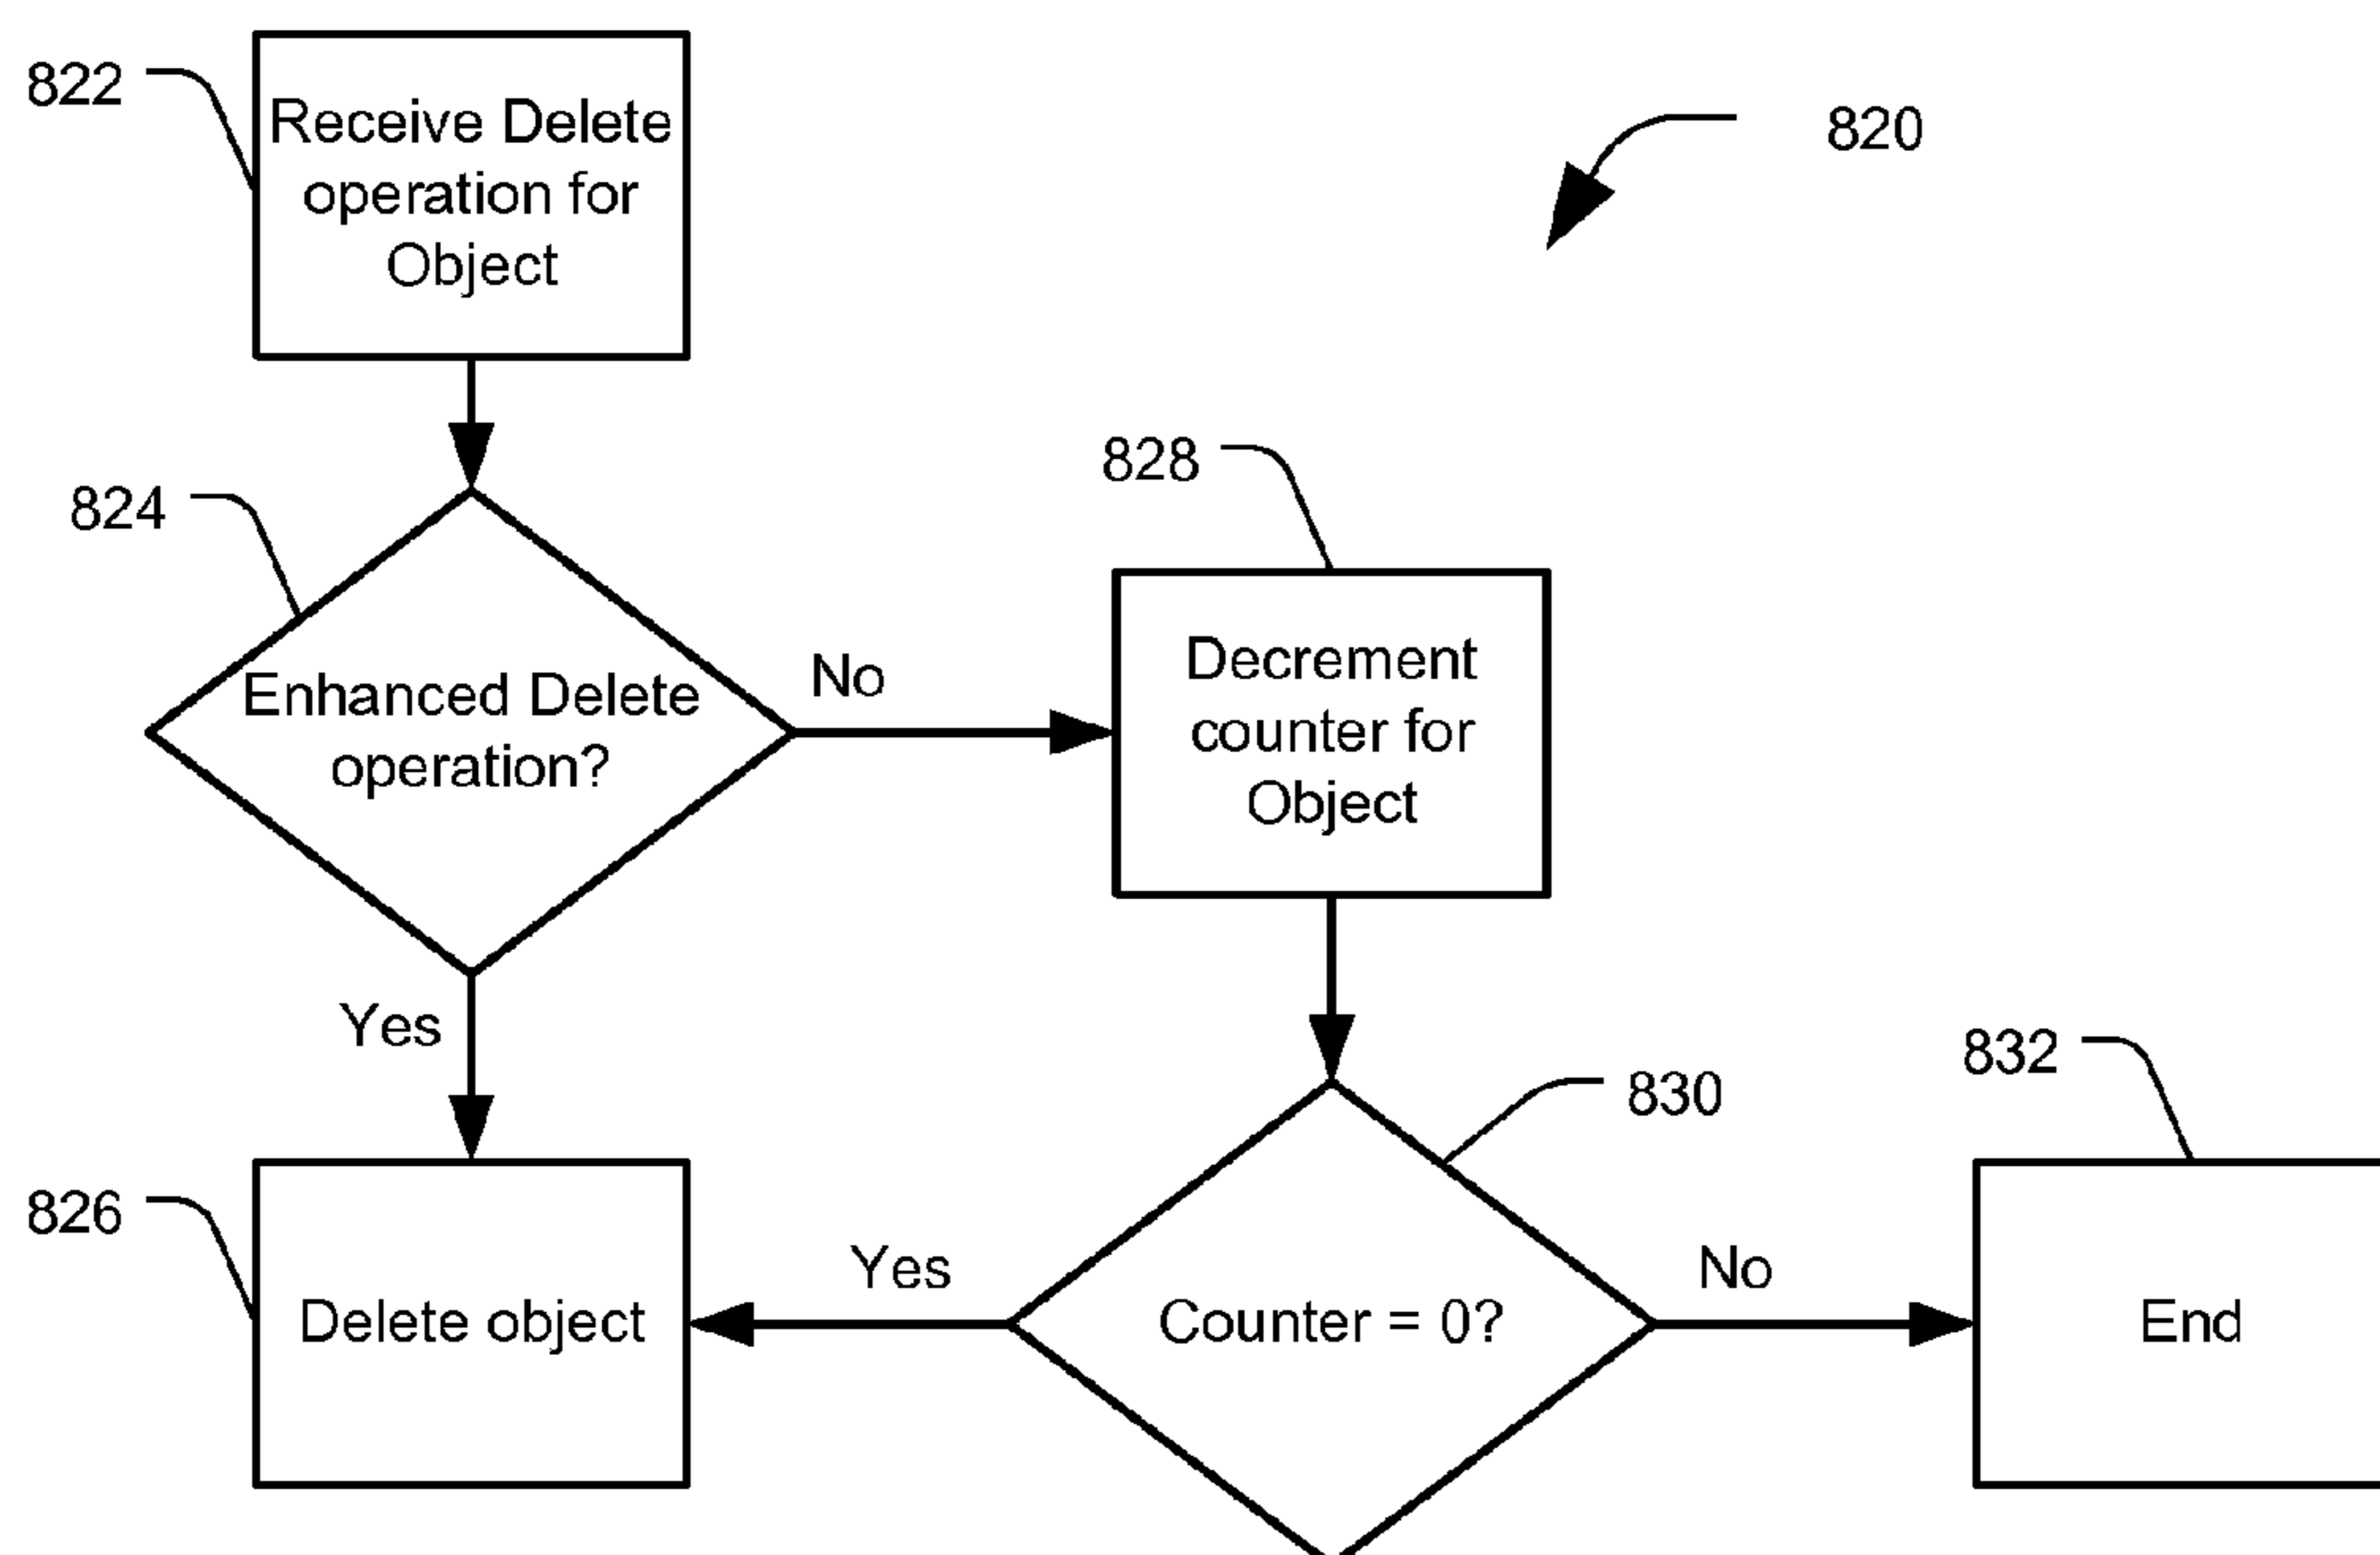 822
Receive Delete
operation for
Object
820
824
Enhanced Delete
operation?
No
828
Decrement
counter for
Object
Yes
826
Delete object
Yes
830
Counter = 0?
No
832
End